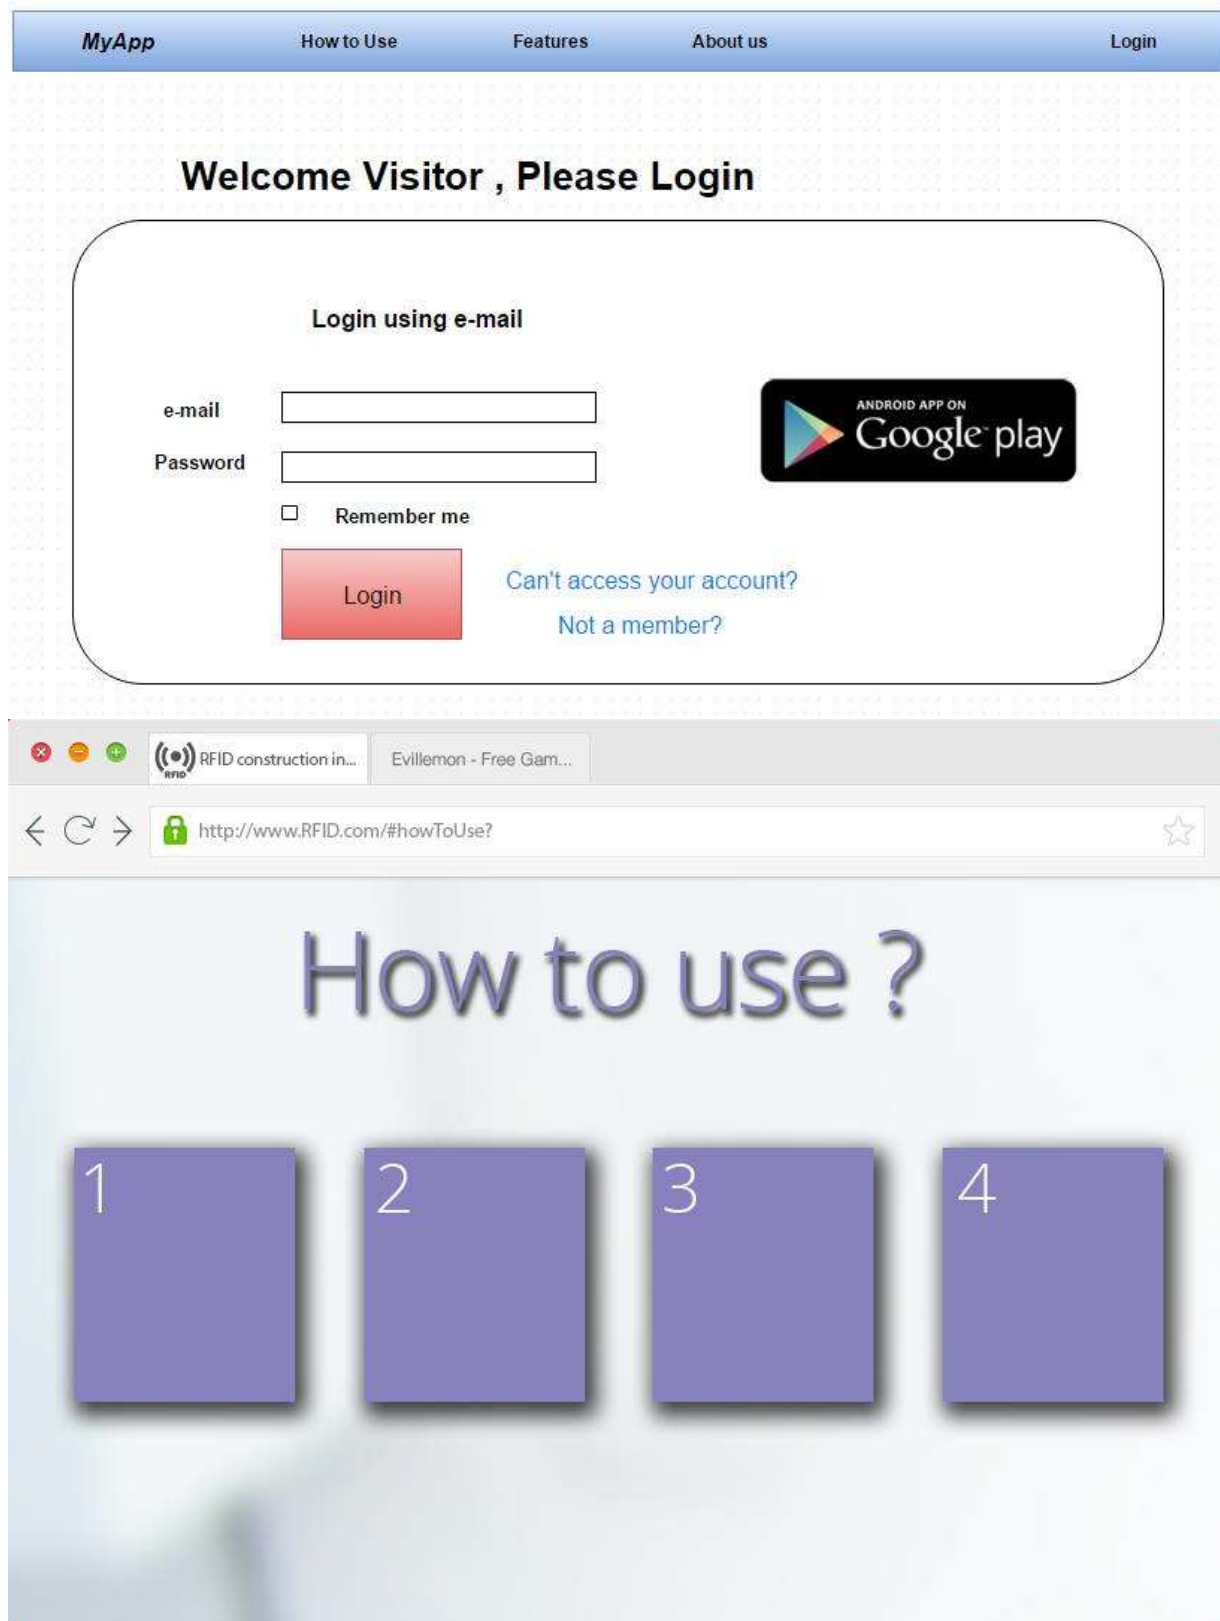 MyApp How to Use Features About us Login
Welcome Visitor , Please Login
Login using e-mail
e-mail
ANDROID APP ON
Google play
Password
Remember me
Login
Can't access your account?
Not a member?
RFID
RFID construction in... Evillemon - Free Gam...
http://www.RFID.com/#howToUse?
How to use ?
1 2 3 4